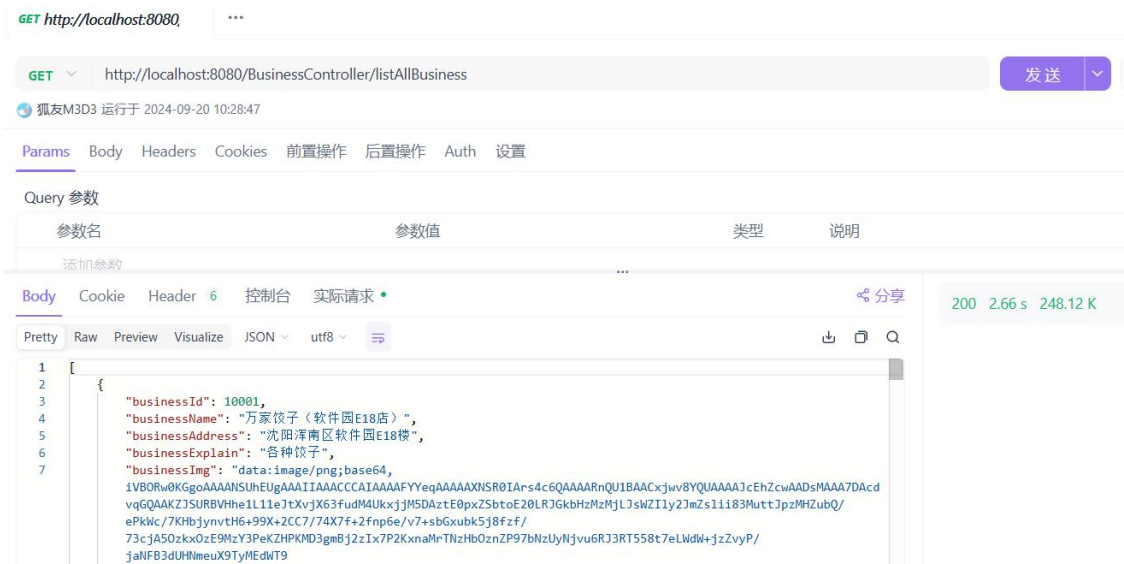 GET http://localhost:8080, ...
GET http://localhost:8080/BusinessController/listAllBusiness 发送
狐友M3D3 运行于 2024-09-20 10:28:47
Params Body Headers Cookies 前置操作 后置操作 Auth 设置
Query 参数
参数名 参数值 类型 说明
添加参数
Body Cookie Header 6 控制台 实际请求 分享 200 2.66 s 248.12 K
Pretty Raw Preview Visualize JSON utf8
1 [
2 {
3 "businessId": 10001,
4 "businessName": "万家饺子（软件园E18店）",
5 "businessAddress": "沈阳浑南区软件园E18楼",
6 "businessExplain": "各种饺子",
7 "businessImg": "data:image/png;base64,
iVBORw0KGgoAAAANSUhEUgAAAIIAAACCCAIAAAAFYYeqAAAAAXNSR0IArs4c6QAAAARnQU1BAACxjwv8YQUAAAAJcEhZcwAADsMAAA7DAcd
vqGQAAKZJSURBVHhe1L11eJtXvjX63fudM4UkxjjM5DAztE0pxZSbtoE20LRJGkbHzMzMjLJsWZIIy2JmZslii83MuttJpzMHZubQ/
ePkWc/7KHbjynvtH6+99X+2CC7/74X7f+2fnp6e/v7+sbGxubk5j8fzf/
73cjA5OzkxOzE9MzY3PeKZHPKMD3gmBj2zIx7P2KxnaMrTNzHbOznZP97bNzUyNjvu6RJ3RT558t7eLWdW+jzZvyP/
jaNFB3dUHNmeuX9TyMEdWT9